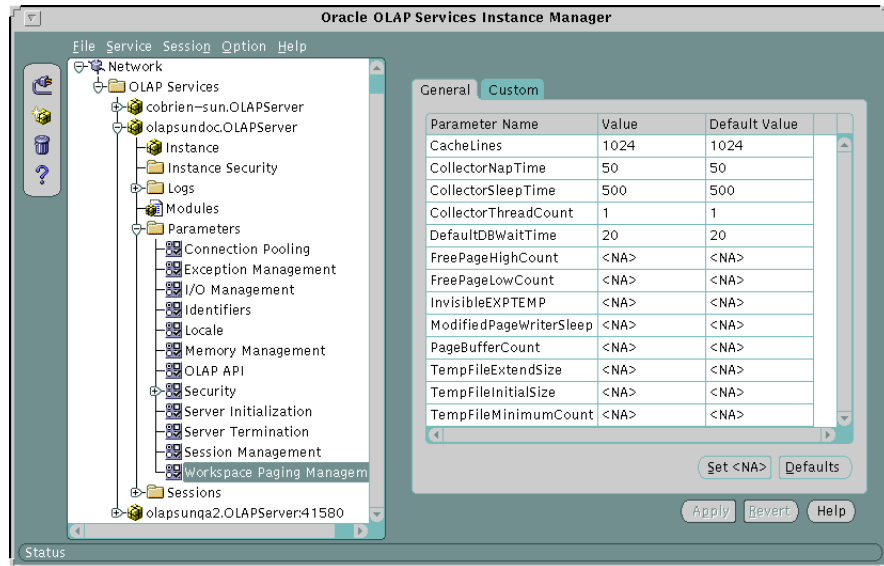 Oracle OLAP Services Instance Manager
File Service Session Option Help
Network
OLAP Services
cobrien-sun.OLAPServer
olapsundoc.OLAPServer
Instance
Instance Security
Logs
Modules
Parameters
Connection Pooling
Exception Management
I/O Management
Identifiers
Locale
Memory Management
OLAP API
Security
Server Initialization
Server Termination
Session Management
Workspace Paging Managem
Sessions
olapsunqa2.OLAPServer:41580
General Custom
Parameter Name Value Default Value
CacheLines 1024 1024
CollectorNapTime 50 50
CollectorSleepTime 500 500
CollectorThreadCount 1 1
DefaultDBWaitTime 20 20
FreePageHighCount <NA> <NA>
FreePageLowCount <NA> <NA>
InvisibleEXPTEMP <NA> <NA>
ModifiedPageWriterSleep <NA> <NA>
PageBufferCount <NA> <NA>
TempFileExtendSize <NA> <NA>
TempFileInitialSize <NA> <NA>
TempFileMinimumCount <NA> <NA>
Set <NA> Defaults
Apply Revert Help
Status